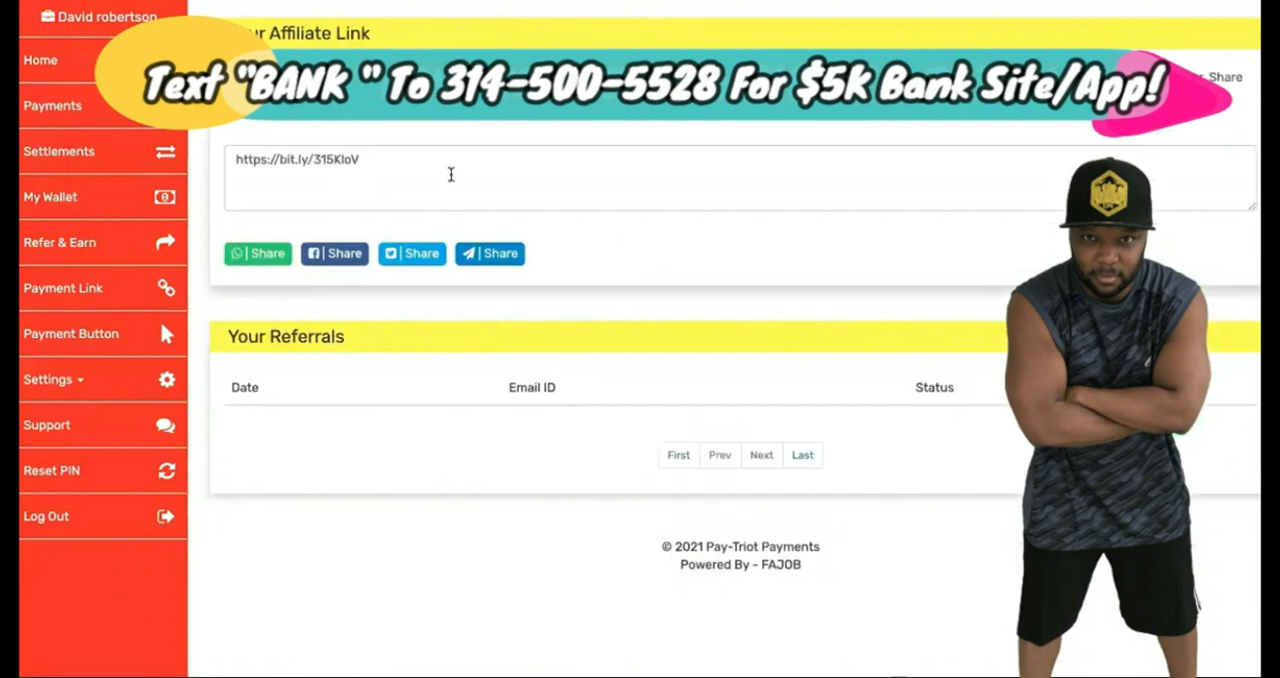 David robertson
ur Affiliate Link
Text "BANK " To 314-500-5528 For $5K Bank Site/App!
Share
Home
Payments
Settlements
My Wallet
Refer & Earn
Payment Link
Payment Button
Settings
Support
Reset PIN
Log Out
https://bit.ly/315KloV
Share
Share
Share
Share
Your Referrals
Date Email ID Status
First Prev Next Last
© 2021 Pay-Triot Payments
Powered By - FAJOB